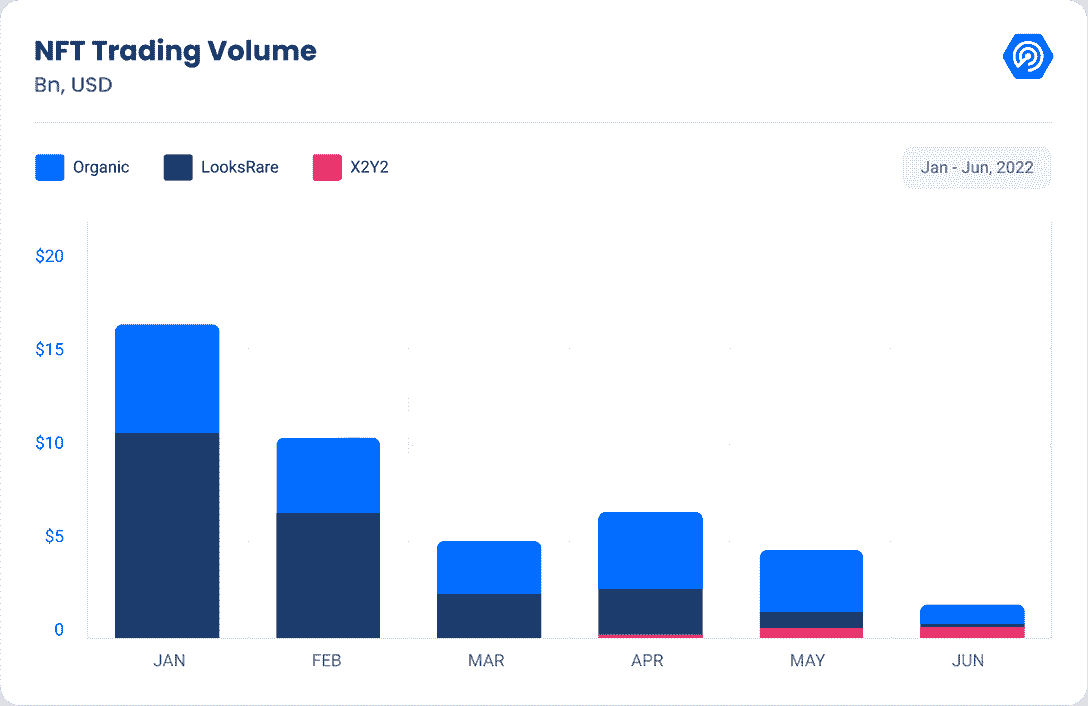 NFT Trading Volume
Bn, USD
Organic LooksRare X2Y2
Jan - Jun, 2022
$20
$15
$10
$5
0
JAN FEB MAR APR MAY JUN